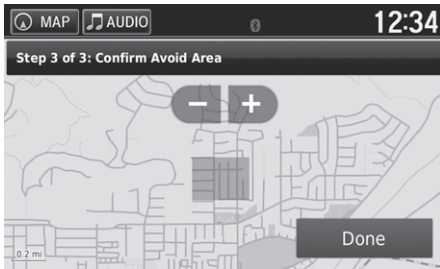 MAP AUDIO 12:34
Step 3 of 3: Confirm Avoid Area
− +
Done
0.2 mi